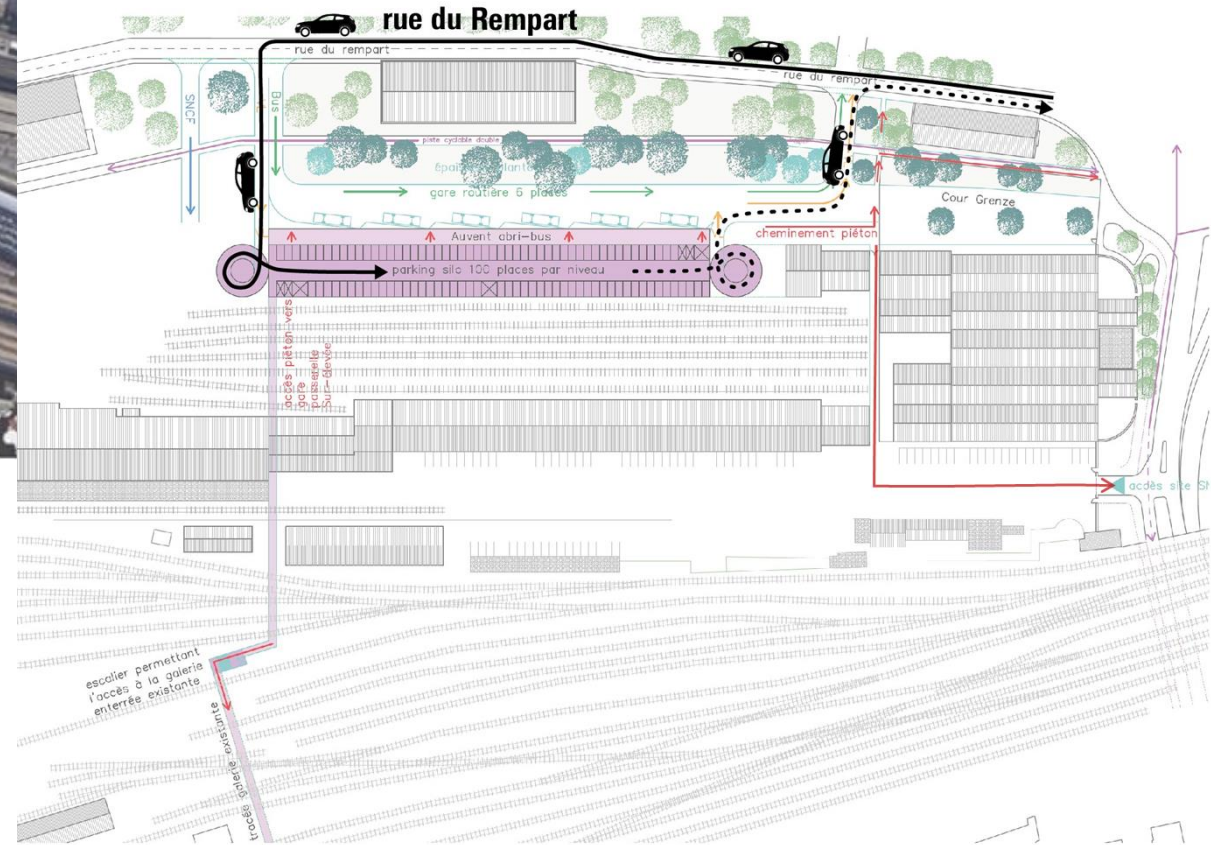 rue du Rempart
rue du rempart
rue du rempart
SNCF
Bus
piste cyclable double
gare routière 6 places
Cour Grenze
cheminement piéton
Auvent abri-bus
parking silo 100 places par niveau
accès piéton vers
gare
passerelle
Sur-élevée
accès site
escalier permettant
l'accès à la galerie
enterrée existante
tracée galerie existante